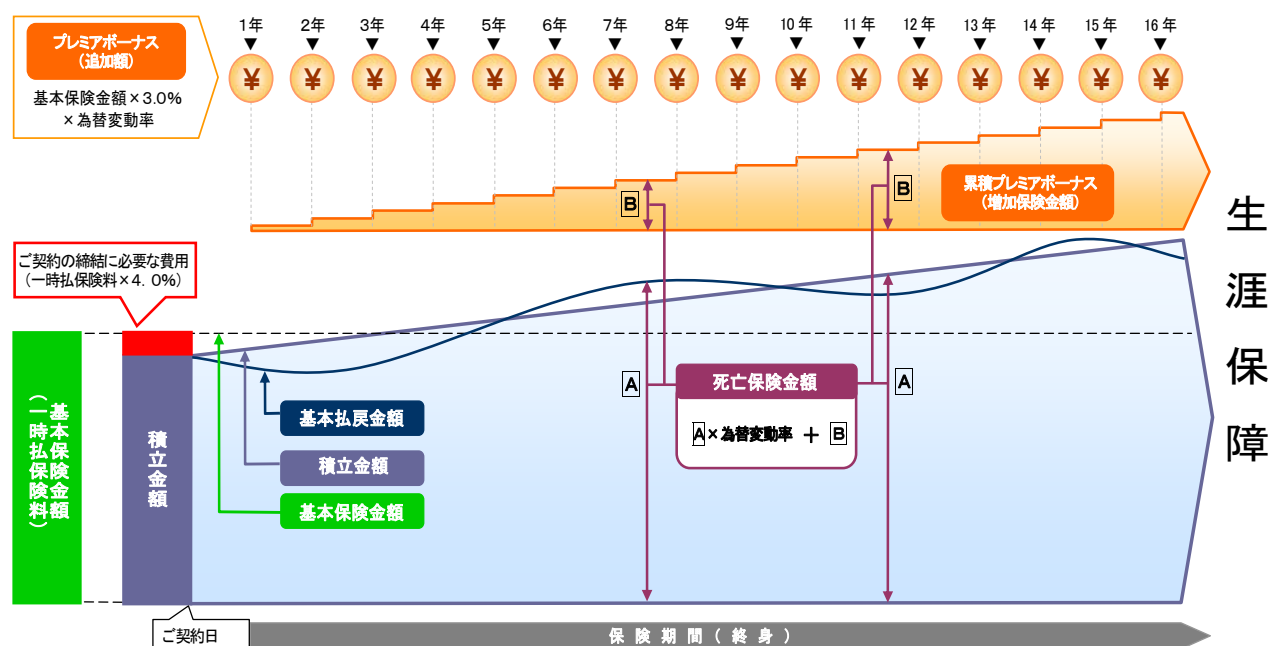 プレミアボーナス
(追加額)
基本保険金額×3.0%
×為替変動率
1年
2年
3年
4年
5年
6年
7年
8年
9年
10年
11年
12年
13年
14年
15年
16年
¥ ¥ ¥ ¥ ¥ ¥ ¥ ¥ ¥ ¥ ¥ ¥ ¥ ¥ ¥ ¥
累積プレミアボーナス
(増加保険金額)
B
B
ご契約の締結に必要な費用
(一時払保険料×4.0%)
基本保険金額
(一時払保険料)
積立金額
基本払戻金額
積立金額
基本保険金額
A
A
死亡保険金額
A×為替変動率 + B
生涯保障
ご契約日
保険期間(終身)